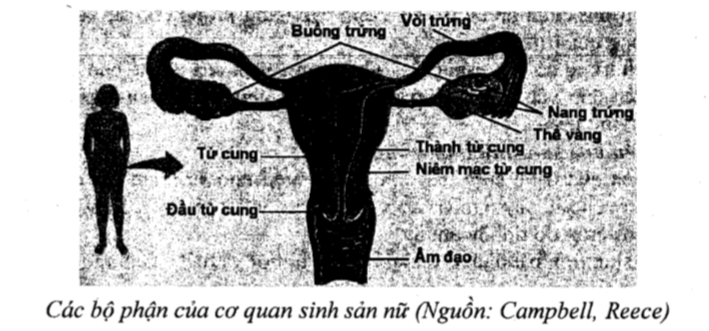 Vòi trứng
Buồng trứng
Nang trứng
Thể vàng
Tử cung
Thành tử cung
Niêm mạc tử cung
Đầu tử cung
Âm đạo
Các bộ phận của cơ quan sinh sản nữ (Nguồn: Campbell, Reece)